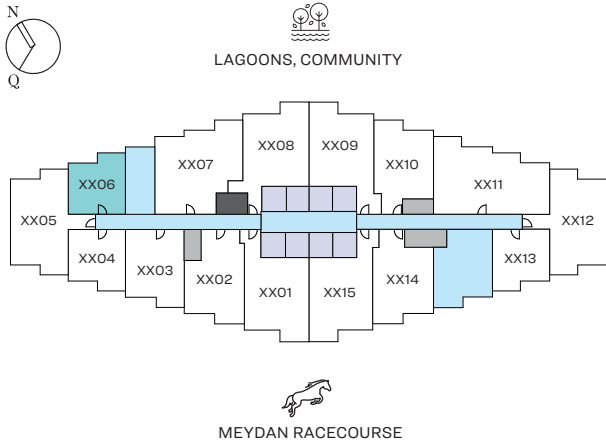 N
Q
LAGOONS, COMMUNITY
XX08
XX09
XX07
XX10
XX06
XX11
XX05
XX12
XX04
XX03
XX02
XX01
XX15
XX14
XX13
MEYDAN RACECOURSE